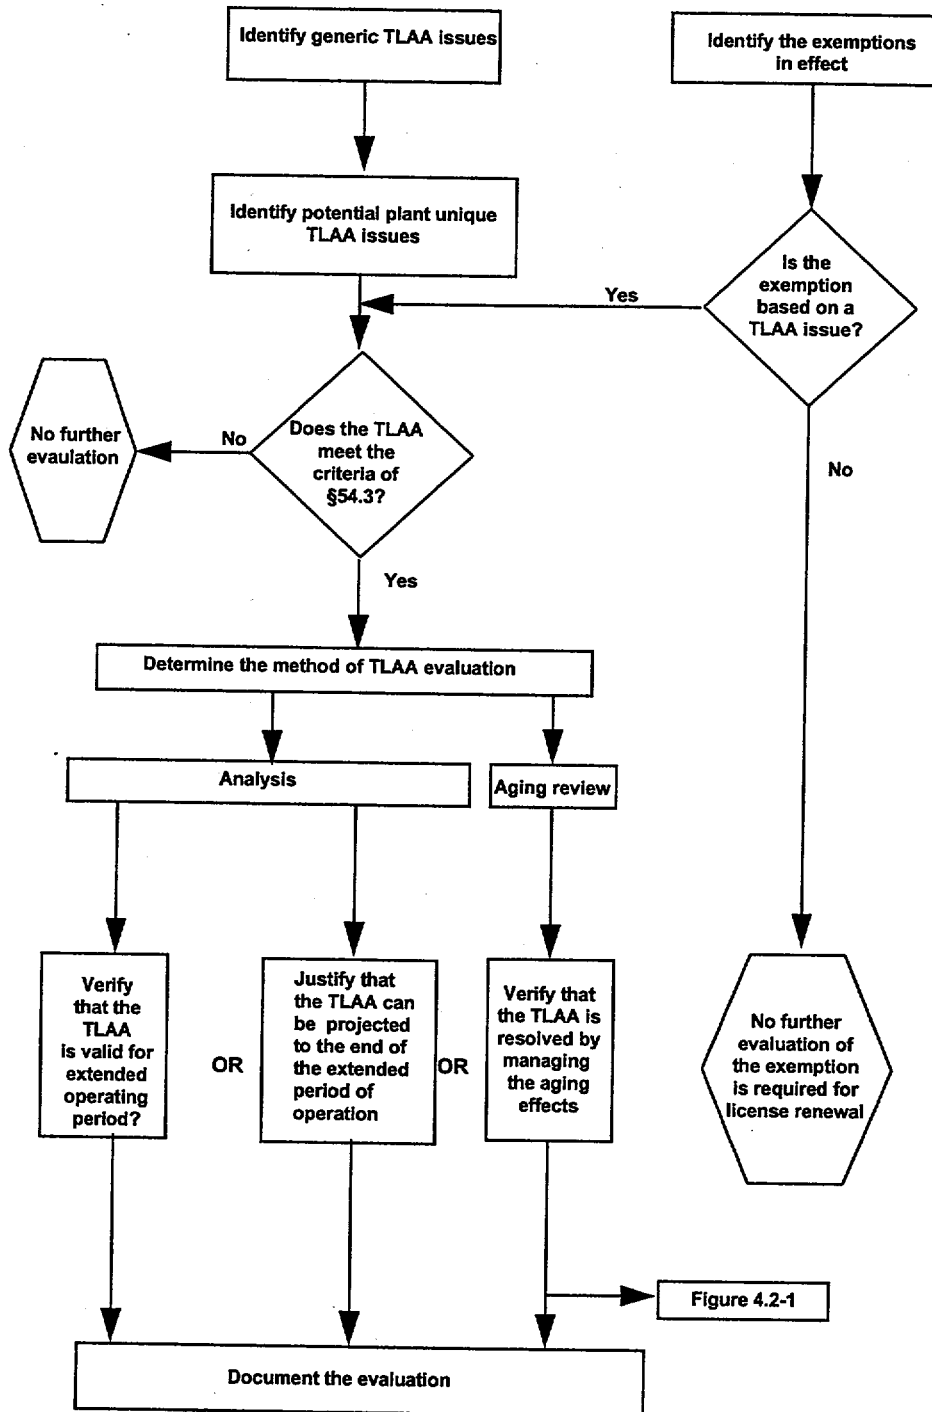 Identify generic TLAA issues
Identify the exemptions
in effect
Identify potential plant unique
TLAA issues
Is the
exemption
based on a
TLAA issue?
Yes
No further
evaulation
No
Does the TLAA
meet the
criteria of
§54.3?
No
Yes
Determine the method of TLAA evaluation
Analysis
Aging review
Verify
that the
TLAA
is valid for
extended
operating
period?
OR
Justify that
the TLAA can
be projected
to the end of
the extended
period of
operation
OR
Verify that
the TLAA is
resolved by
managing
the aging
effects
No further
evaluation of
the exemption
is required for
license renewal
Figure 4.2-1
Document the evaluation